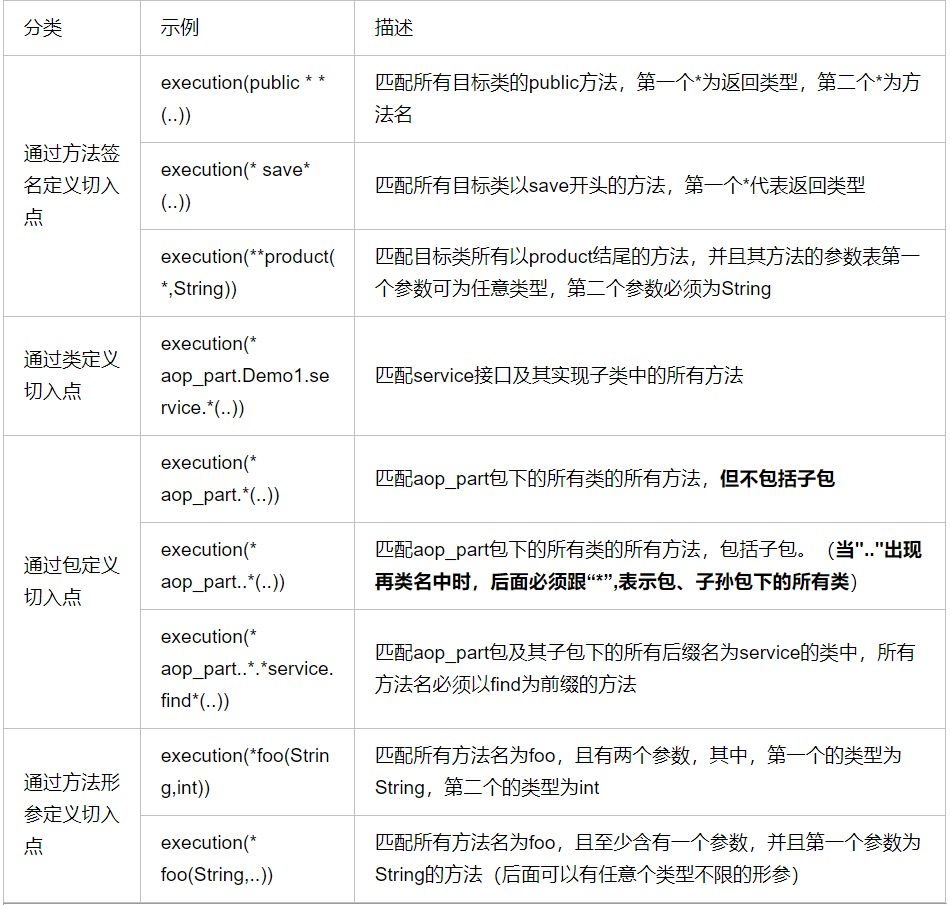 分类
示例
描述
通过方法签
名定义切入
点
execution(public * *
(..))
匹配所有目标类的public方法，第一个*为返回类型，第二个*为方
法名
execution(* save*
(..))
匹配所有目标类以save开头的方法，第一个*代表返回类型
execution(**product(
*,String))
匹配目标类所有以product结尾的方法，并且其方法的参数表第一
个参数可为任意类型，第二个参数必须为String
通过类定义
切入点
execution(*
aop_part.Demo1.se
rvice.*(..))
匹配service接口及其实现子类中的所有方法
通过包定义
切入点
execution(*
aop_part.*(..))
匹配aop_part包下的所有类的所有方法，但不包括子包
execution(*
aop_part..*(..))
匹配aop_part包下的所有类的所有方法，包括子包。（当".."出现
再类名中时，后面必须跟“*”,表示包、子孙包下的所有类）
execution(*
aop_part..*.*service.
find*(..))
匹配aop_part包及其子包下的所有后缀名为service的类中，所有
方法名必须以find为前缀的方法
通过方法形
参定义切入
点
execution(*foo(Strin
g,int))
匹配所有方法名为foo，且有两个参数，其中，第一个的类型为
String，第二个的类型为int
execution(*
foo(String,..))
匹配所有方法名为foo，且至少含有一个参数，并且第一个参数为
String的方法（后面可以有任意个类型不限的形参）